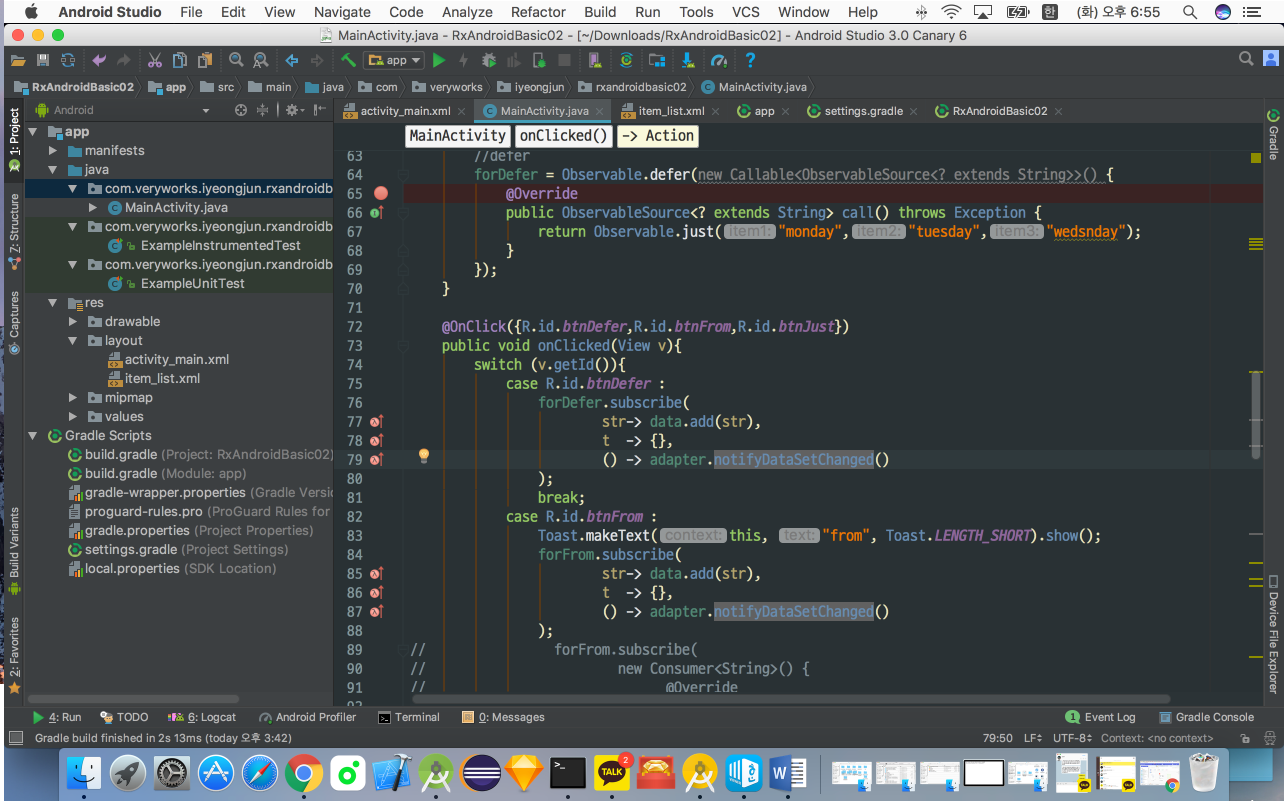 Android Studio File Edit View Navigate Code Analyze Refactor Build Run Tools VCS Window Help 한 (화) 오후 6:55
MainActivity.java - RxAndroidBasic02 - [~/Downloads/RxAndroidBasic02] - Android Studio 3.0 Canary 6
app
RxAndroidBasic02 app src main java com veryworks iyeongjun rxandroidbasic02 MainActivity.java
Android activity_main.xml MainActivity.java item_list.xml app settings.gradle RxAndroidBasic02
MainActivity onClicked() -> Action
1: Project
Z: Structure
Captures
Build Variants
2: Favorites
app
manifests
java
com.veryworks.iyeongjun.rxandroidb
MainActivity.java
com.veryworks.iyeongjun.rxandroidb
ExampleInstrumentedTest
com.veryworks.iyeongjun.rxandroidb
ExampleUnitTest
res
drawable
layout
activity_main.xml
item_list.xml
mipmap
values
Gradle Scripts
build.gradle (Project: RxAndroidBasic02)
build.gradle (Module: app)
gradle-wrapper.properties (Gradle Versio
proguard-rules.pro (ProGuard Rules for
gradle.properties (Project Properties)
settings.gradle (Project Settings)
local.properties (SDK Location)
63 //defer
64 forDefer = Observable.defer(new Callable<ObservableSource<? extends String>>() {
65 @Override
66 public ObservableSource<? extends String> call() throws Exception {
67 return Observable.just( item1: "monday", item2: "tuesday", item3: "wedsnday");
68 }
69 });
70 }
71
72 @OnClick({R.id.btnDefer,R.id.btnFrom,R.id.btnJust})
73 public void onClicked(View v){
74 switch (v.getId()){
75 case R.id.btnDefer :
76 forDefer.subscribe(
77 str-> data.add(str),
78 t -> {},
79 () -> adapter.notifyDataSetChanged()
80 );
81 break;
82 case R.id.btnFrom :
83 Toast.makeText( context: this, text: "from", Toast.LENGTH_SHORT).show();
84 forFrom.subscribe(
85 str-> data.add(str),
86 t -> {},
87 () -> adapter.notifyDataSetChanged()
88 );
89 // forFrom.subscribe(
90 // new Consumer<String>() {
91 // @Override
Gradle
Device File Explorer
4: Run TODO 6: Logcat Android Profiler Terminal 0: Messages 1 Event Log Gradle Console
Gradle build finished in 2s 13ms (today 오후 3:42) 79:50 LF UTF-8 Context: <no context>
TALK 2